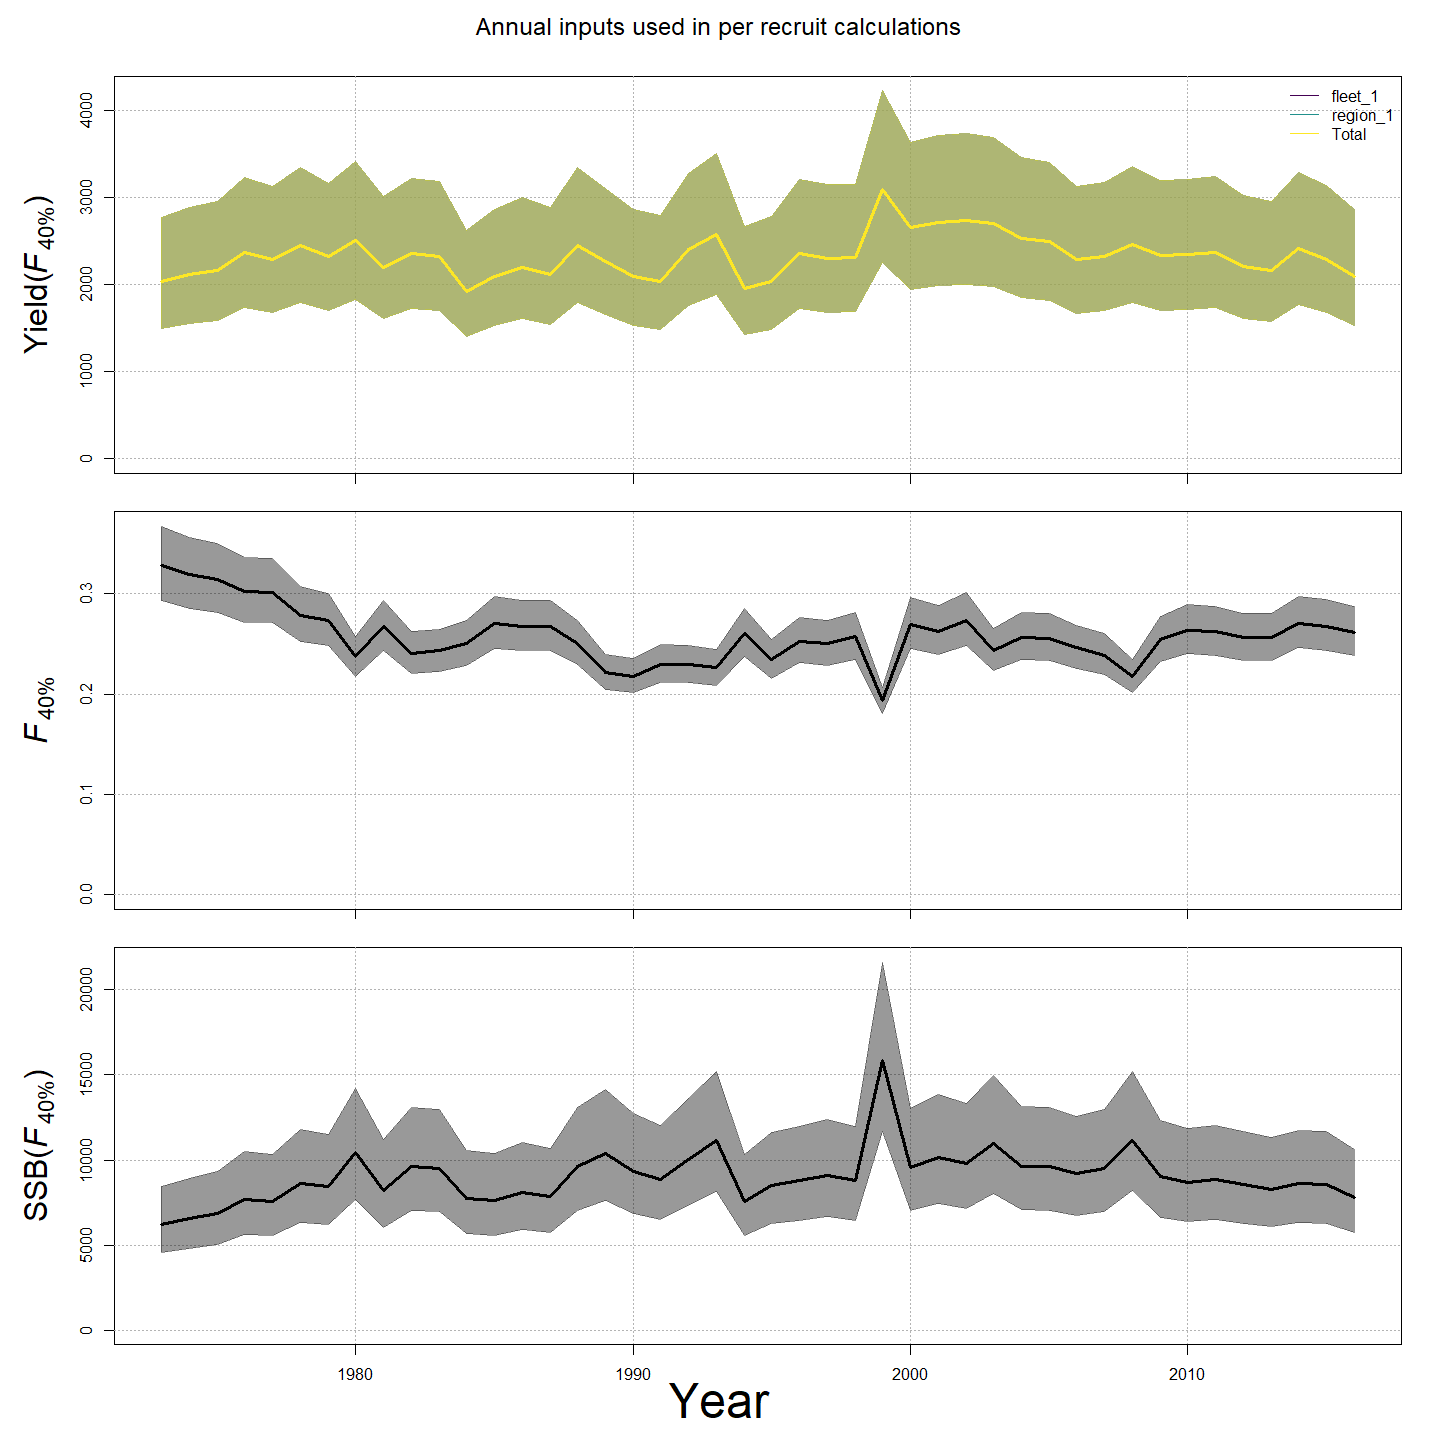 Annual inputs used in per recruit calculations
Yield(F40%)
4000
3000
2000
1000
0
fleet_1
region_1
Total
F40%
0.3
0.2
0.1
0.0
SSB(F40%)
20000
15000
10000
5000
0
1980 1990 2000 2010
Year